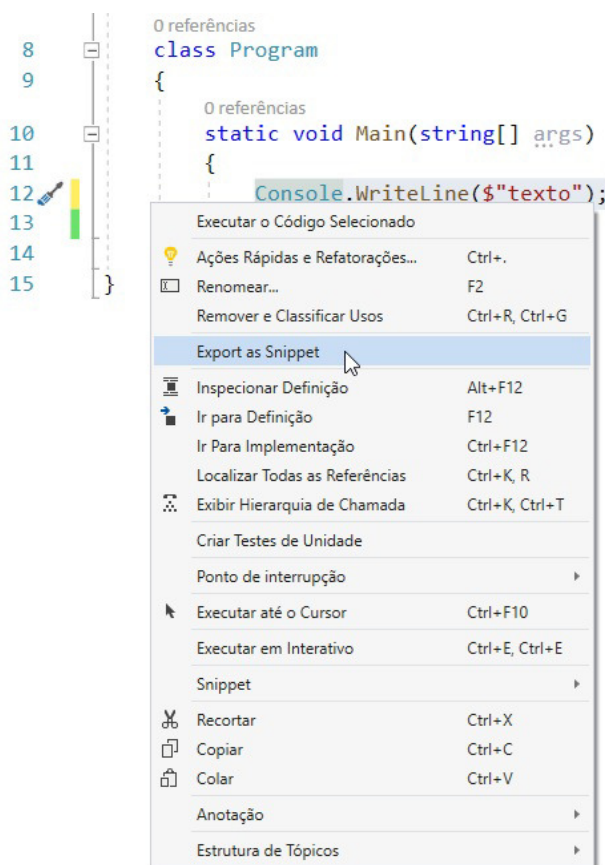 0 referências
8 class Program
9 {
0 referências
10 static void Main(string[] args)
11 {
12 Console.WriteLine($"texto");
13
14
15 }
Executar o Código Selecionado
Ações Rápidas e Refatorações... Ctrl+.
Renomear... F2
Remover e Classificar Usos Ctrl+R, Ctrl+G
Export as Snippet
Inspecionar Definição Alt+F12
Ir para Definição F12
Ir Para Implementação Ctrl+F12
Localizar Todas as Referências Ctrl+K, R
Exibir Hierarquia de Chamada Ctrl+K, Ctrl+T
Criar Testes de Unidade
Ponto de interrupção
Executar até o Cursor Ctrl+F10
Executar em Interativo Ctrl+E, Ctrl+E
Snippet
Recortar Ctrl+X
Copiar Ctrl+C
Colar Ctrl+V
Anotação
Estrutura de Tópicos